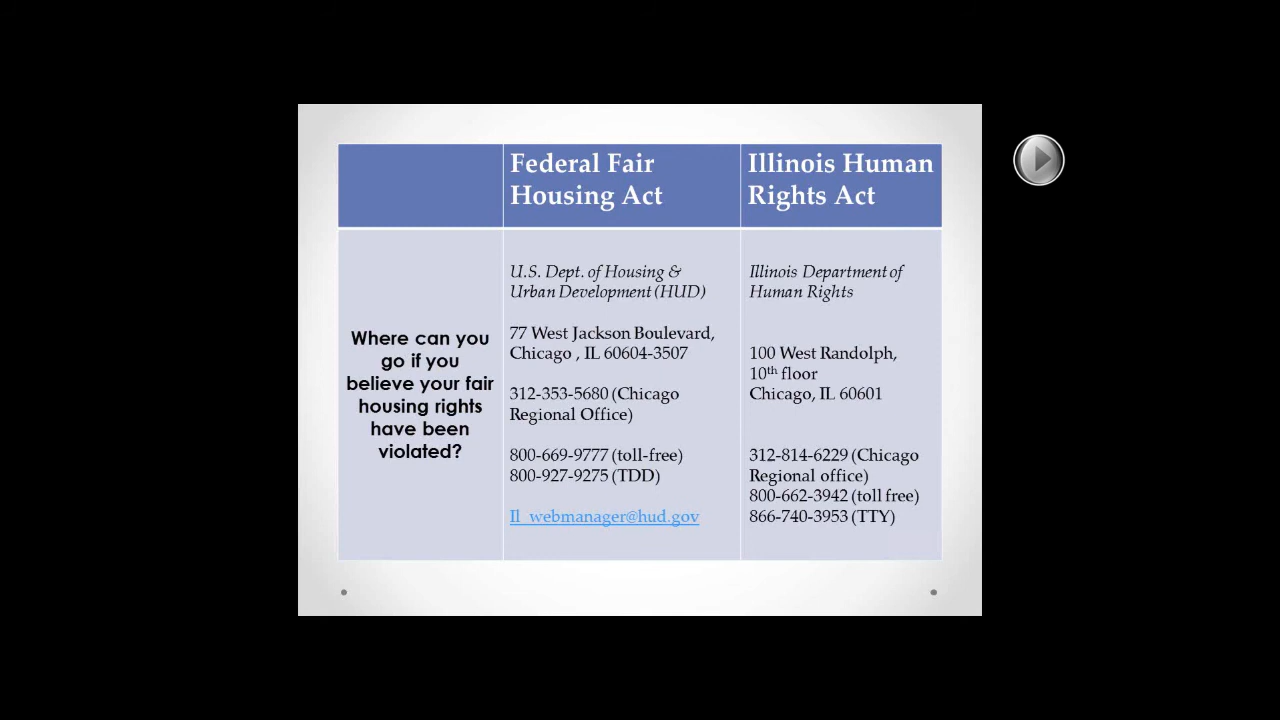 Federal Fair
Housing Act
Illinois Human
Rights Act
Where can you
go if you
believe your fair
housing rights
have been
violated?
U.S. Dept. of Housing &
Urban Development (HUD)
77 West Jackson Boulevard,
Chicago , IL 60604-3507
312-353-5680 (Chicago
Regional Office)
800-669-9777 (toll-free)
800-927-9275 (TDD)
Il_webmanager@hud.gov
Illinois Department of
Human Rights
100 West Randolph,
10th floor
Chicago, IL 60601
312-814-6229 (Chicago
Regional office)
800-662-3942 (toll free)
866-740-3953 (TTY)